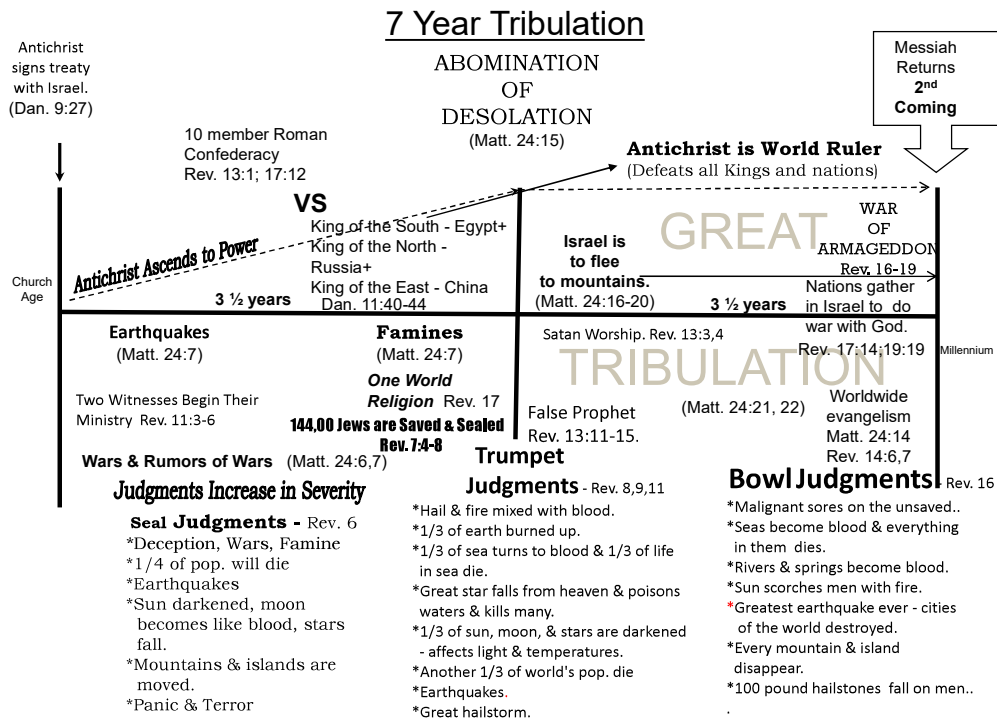 7 Year Tribulation
Antichrist
signs treaty
with Israel.
(Dan. 9:27)
ABOMINATION
OF
DESOLATION
(Matt. 24:15)
Messiah
Returns
2nd
Coming
10 member Roman
Confederacy
Rev. 13:1; 17:12
VS
King of the South - Egypt+
King of the North -
Russia+
King of the East - China
Dan. 11:40-44
Antichrist is World Ruler
(Defeats all Kings and nations)
Antichrist Ascends to Power
Church
Age
3 ½ years
Israel is
to flee
to mountains.
(Matt. 24:16-20)
GREAT
WAR
OF
ARMAGEDDON
Rev. 16-19
3 ½ years
Nations gather
in Israel to do
war with God.
Rev. 17:14;19:19
Millennium
Earthquakes
(Matt. 24:7)
Famines
(Matt. 24:7)
One World
Religion Rev. 17
Two Witnesses Begin Their
Ministry Rev. 11:3-6
144,00 Jews are Saved & Sealed
Rev. 7:4-8
Wars & Rumors of Wars (Matt. 24:6,7)
Satan Worship. Rev. 13:3,4
TRIBULATION
(Matt. 24:21, 22)
False Prophet
Rev. 13:11-15.
Worldwide
evangelism
Matt. 24:14
Rev. 14:6,7
Judgments Increase in Severity
Seal Judgments - Rev. 6
*Deception, Wars, Famine
*1/4 of pop. will die
*Earthquakes
*Sun darkened, moon
becomes like blood, stars
fall.
*Mountains & islands are
moved.
*Panic & Terror
Trumpet
Judgments - Rev. 8,9,11
*Hail & fire mixed with blood.
*1/3 of earth burned up.
*1/3 of sea turns to blood & 1/3 of life
in sea die.
*Great star falls from heaven & poisons
waters & kills many.
*1/3 of sun, moon, & stars are darkened
- affects light & temperatures.
*Another 1/3 of world's pop. die
*Earthquakes.
*Great hailstorm.
Bowl Judgments - Rev. 16
*Malignant sores on the unsaved..
*Seas become blood & everything
in them dies.
*Rivers & springs become blood.
*Sun scorches men with fire.
*Greatest earthquake ever - cities
of the world destroyed.
*Every mountain & island
disappear.
*100 pound hailstones fall on men..
.